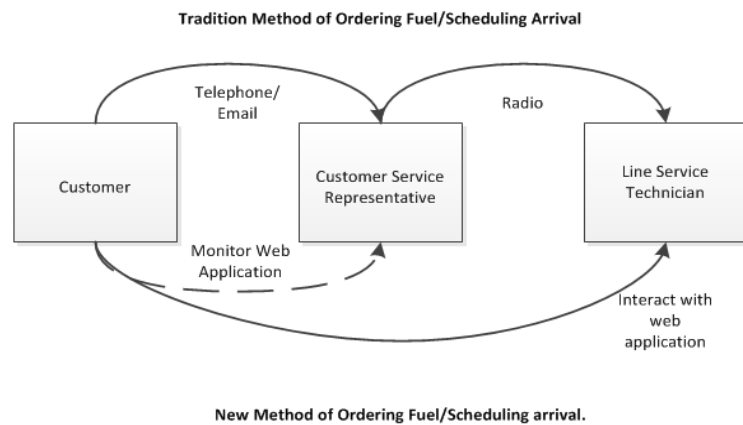 Tradition Method of Ordering Fuel/Scheduling Arrival
Telephone/
Email
Radio
Customer
Customer Service
Representative
Line Service
Technician
Monitor Web
Application
Interact with
web
application
New Method of Ordering Fuel/Scheduling arrival.